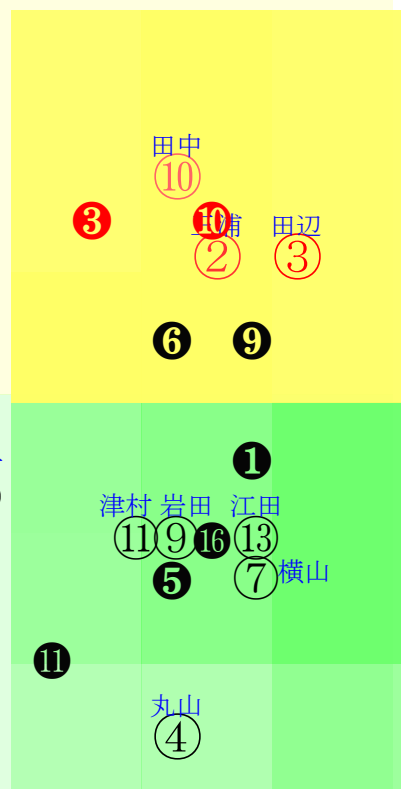 田中
⑩
❸ ❿
三浦 田辺
② ③
❻ ❾
❶
津村 岩田 江田
⑪ ⑨ ⓰ ⑬
❺ ⑦ 横山
⓫
丸山
④